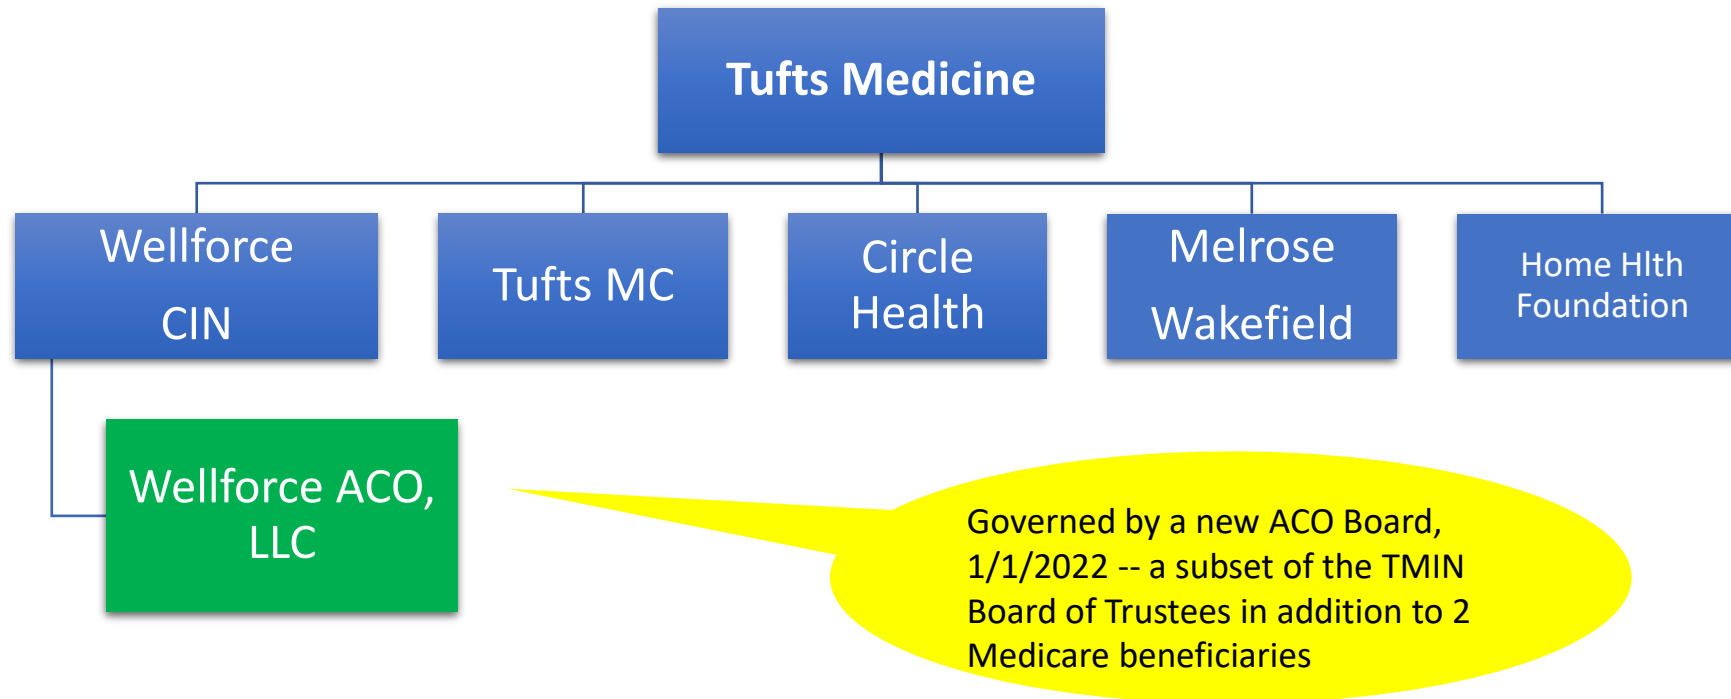 Tufts Medicine
Wellforce
CIN
Tufts MC
Circle
Health
Melrose
Wakefield
Home Hlth
Foundation
Wellforce ACO,
LLC
Governed by a new ACO Board,
1/1/2022 -- a subset of the TMIN
Board of Trustees in addition to 2
Medicare beneficiaries